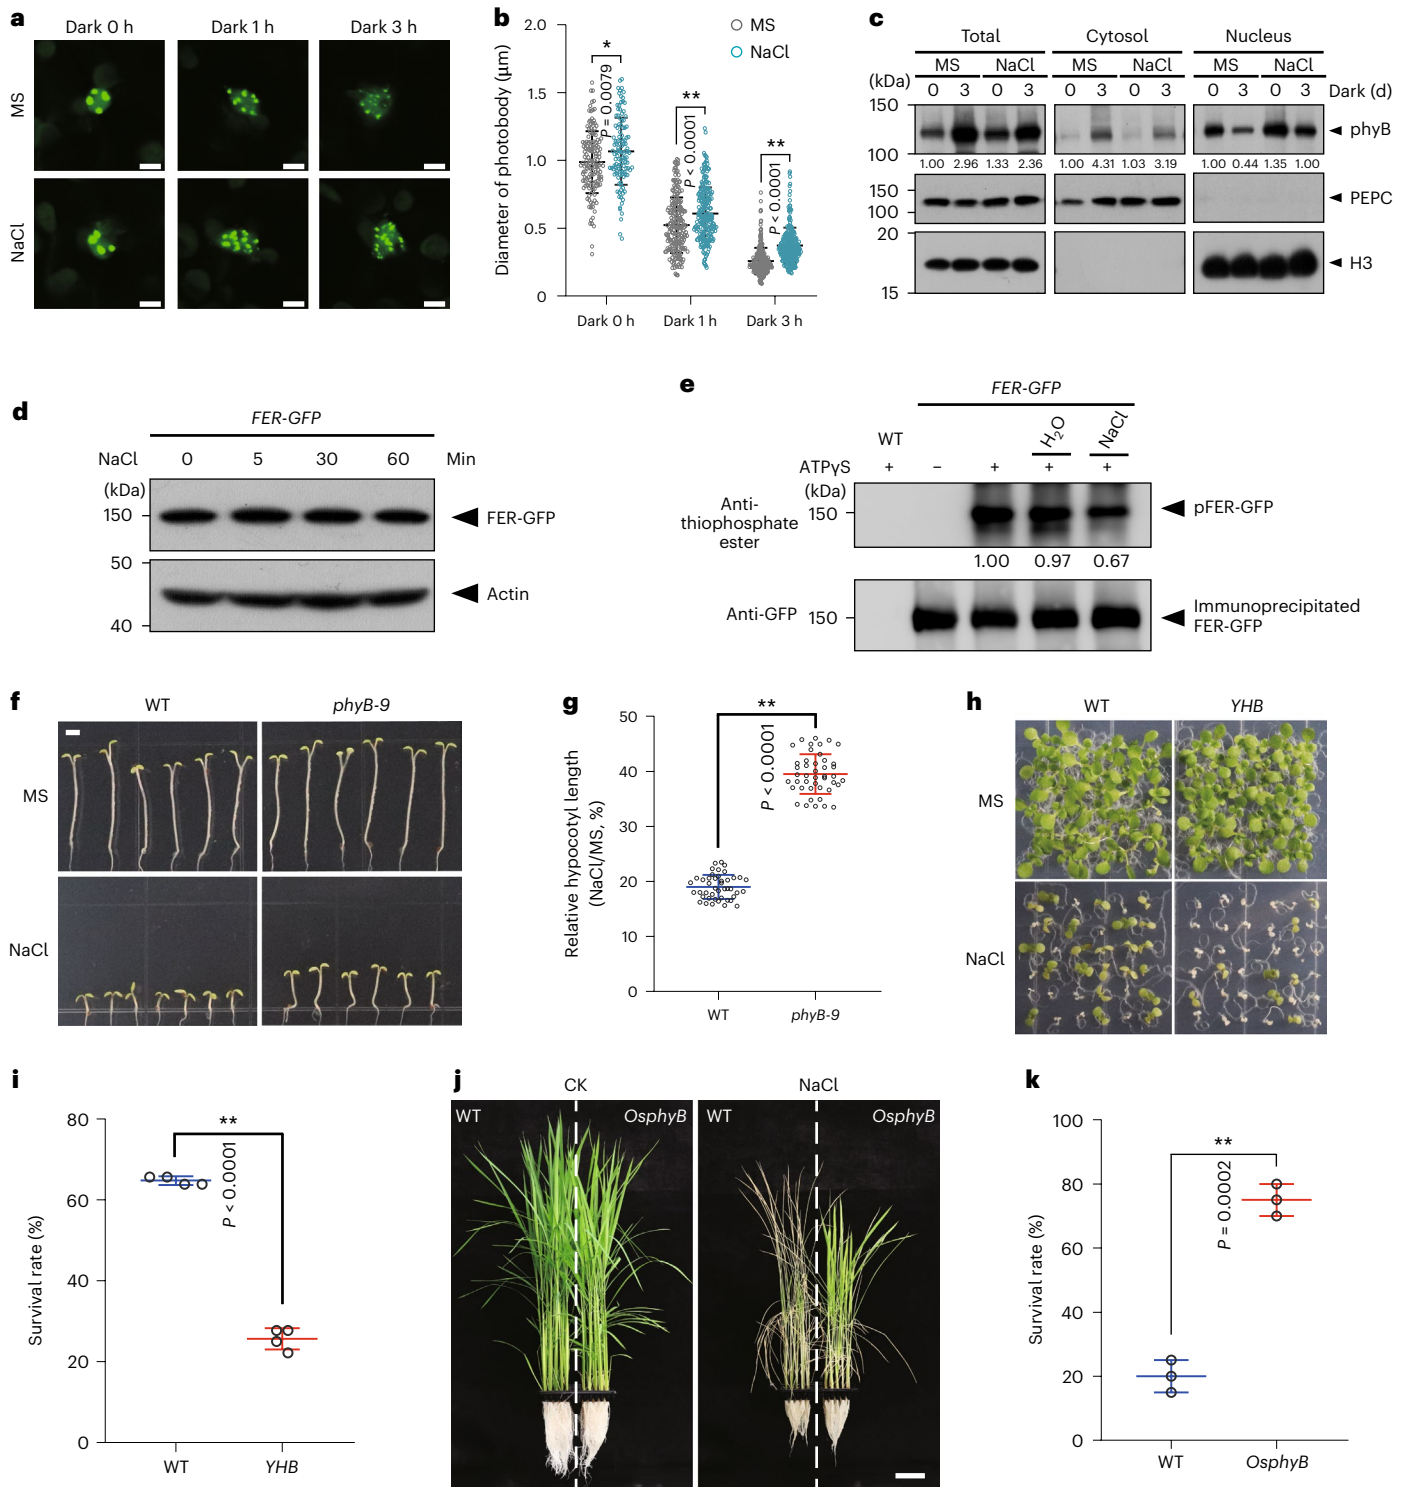 a
Dark 0 h Dark 1 h Dark 3 h
MS
NaCl
b
Diameter of photobody (µm)
2.0
1.5
1.0
0.5
0
MS
NaCl
*
P = 0.0079
**
P < 0.0001
**
P < 0.0001
Dark 0 h Dark 1 h Dark 3 h
c
Total Cytosol Nucleus
MS NaCl MS NaCl MS NaCl
(kDa) 0 3 0 3 0 3 0 3 0 3 0 3 Dark (d)
150
100
phyB
1.00 2.96 1.33 2.36 1.00 4.31 1.03 3.19 1.00 0.44 1.35 1.00
150
100
PEPC
20
15
H3
d
FER-GFP
NaCl 0 5 30 60 Min
(kDa)
150 FER-GFP
50
Actin
40
e
FER-GFP
WT H2O NaCl
ATPγS + − + + +
(kDa)
Anti-
thiophosphate
ester
150 pFER-GFP
1.00 0.97 0.67
Anti-GFP 150
Immunoprecipitated
FER-GFP
f
WT phyB-9
MS
NaCl
g
Relative hypocotyl length
(NaCl/MS, %)
50
40
30
20
10
0
**
P < 0.0001
WT phyB-9
h
WT YHB
MS
NaCl
i
Survival rate (%)
80
60
40
20
0
**
P < 0.0001
WT YHB
j
CK NaCl
WT OsphyB WT OsphyB
k
Survival rate (%)
100
80
60
40
20
0
**
P = 0.0002
WT OsphyB